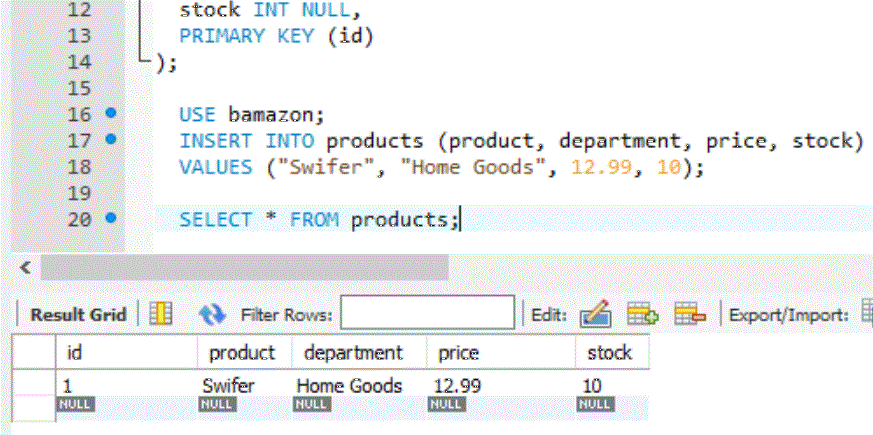 12 stock INT NULL,
13 PRIMARY KEY (id)
14 );
15
16 USE bamazon;
17 INSERT INTO products (product, department, price, stock)
18 VALUES ("Swifer", "Home Goods", 12.99, 10);
19
20 SELECT * FROM products;
Result Grid Filter Rows: Edit: Export/Import:
id product department price stock
1 Swifer Home Goods 12.99 10
NULL NULL NULL NULL NULL